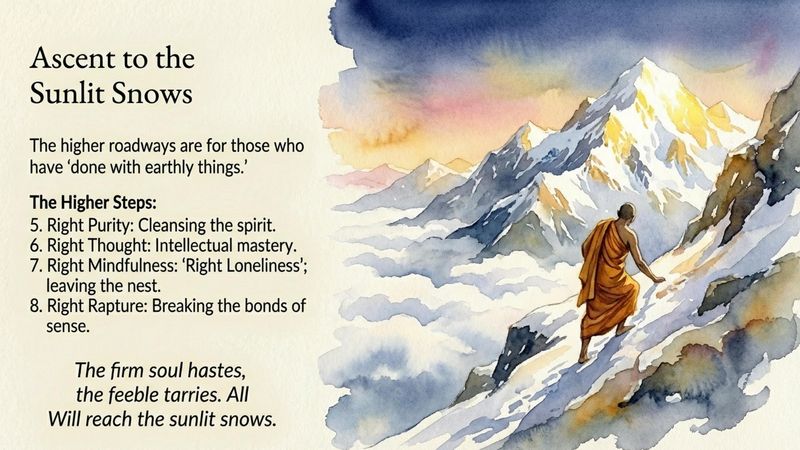 Ascent to the
Sunlit Snows
The higher roadways are for those who
have ‘done with earthly things.’
The Higher Steps:
5. Right Purity: Cleansing the spirit.
6. Right Thought: Intellectual mastery.
7. Right Mindfulness: ‘Right Loneliness’;
leaving the nest.
8. Right Rapture: Breaking the bonds of
sense.
The firm soul hastes,
the feeble tarries. All
Will reach the sunlit snows.